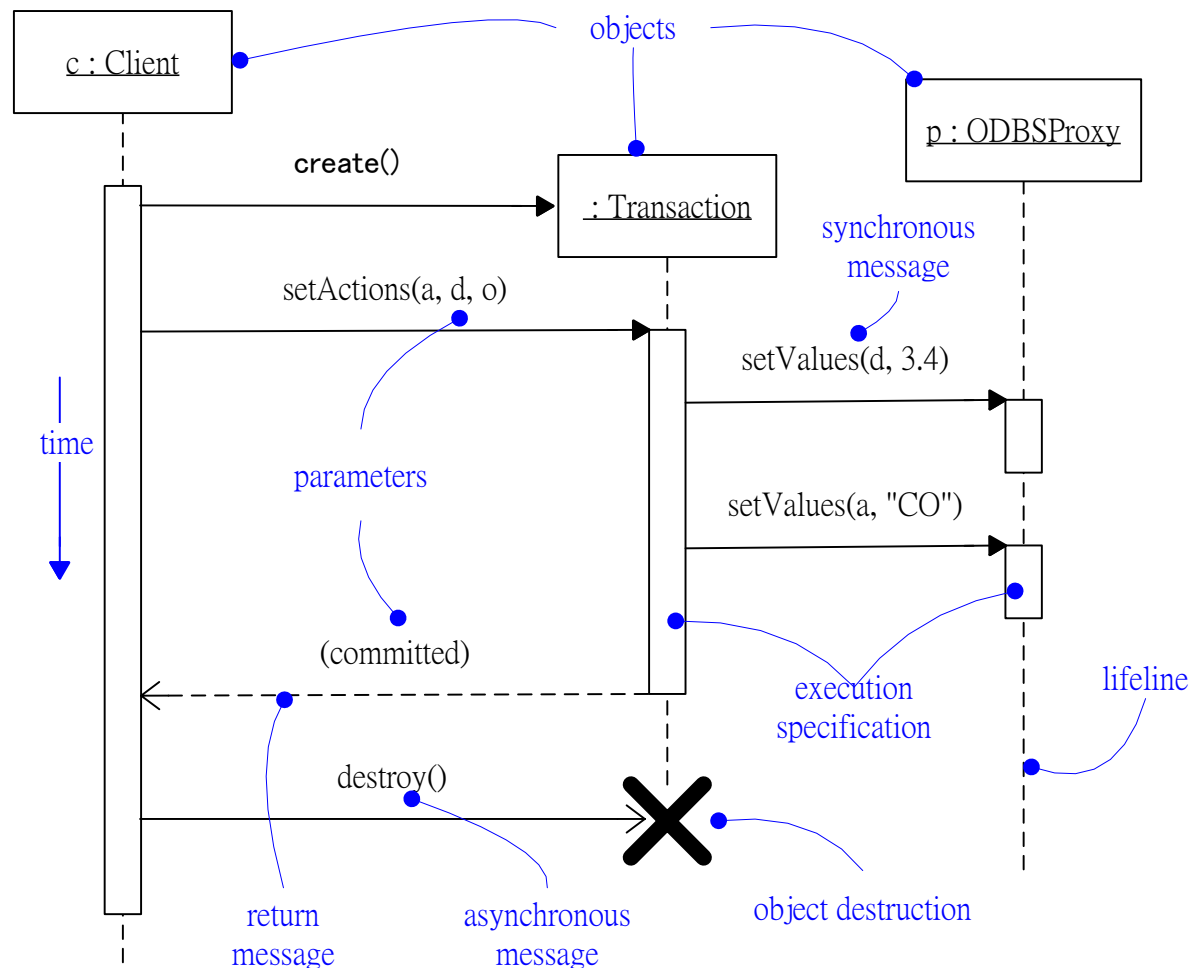 objects
c : Client
p : ODBSProxy
create()
: Transaction
synchronous
message
setActions(a, d, o)
setValues(d, 3.4)
time
parameters
setValues(a, "CO")
(committed)
execution
specification
lifeline
destroy()
object destruction
return
message
asynchronous
message